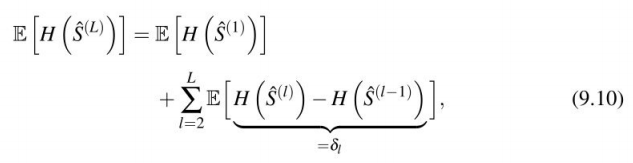 𝔼[H(Ŝ^{(L)})] = 𝔼[H(Ŝ^{(1)})]
+ ∑_{l=2}^{L} 𝔼[H(Ŝ^{(l)}) − H(Ŝ^{(l−1)})], (9.10)
=δ_l